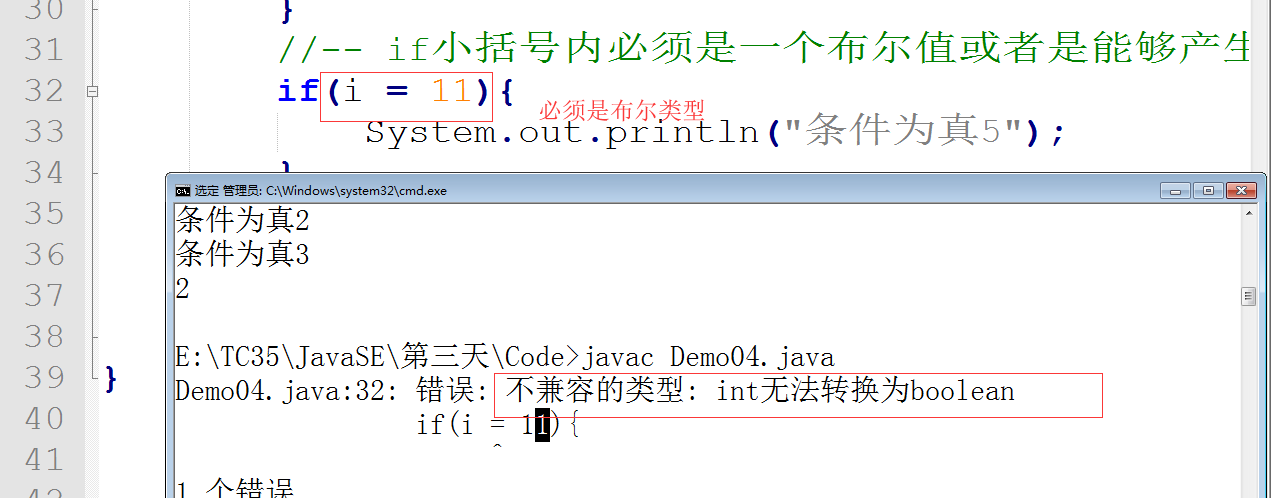 30 }
31 //-- if小括号内必须是一个布尔值或者是能够产生
32 if(i = 11){
必须是布尔类型
33 System.out.println("条件为真5");
34 }
选定 管理员: C:\Windows\system32\cmd.exe
35
条件为真2
36
条件为真3
37
2
38
E:\TC35\JavaSE\第三天\Code>javac Demo04.java
39 }
Demo04.java:32: 错误: 不兼容的类型: int无法转换为boolean
40
if(i = 11){
^
41
1 个错误
42